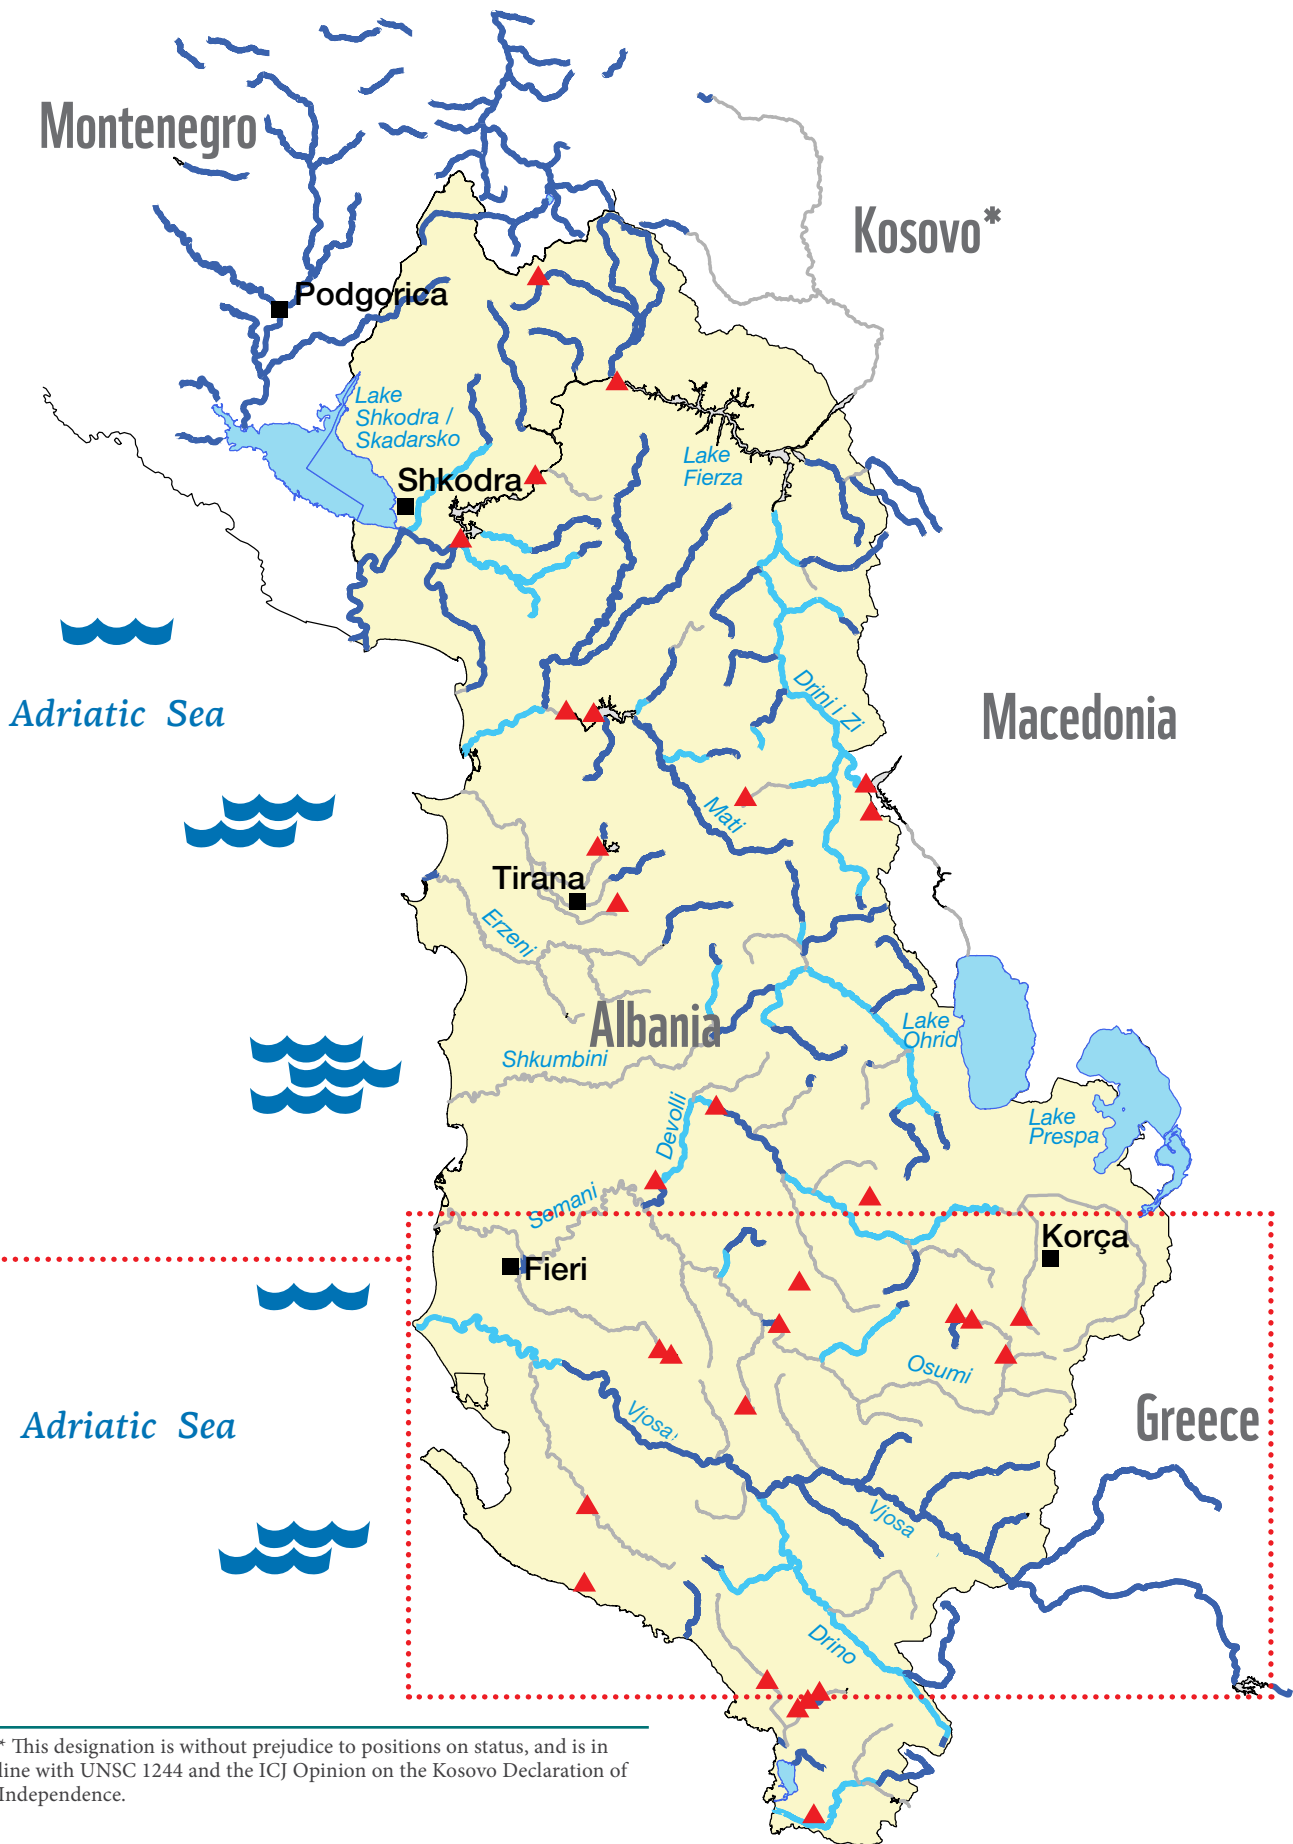 Montenegro
Kosovo*
Podgorica
Lake
Shkodra /
Skadarsko
Lake
Fierza
Shkodra
Drini i Zi
Adriatic Sea
Macedonia
Mati
Tirana
Erzeni
Albania
Lake
Ohrid
Shkumbini
Devolli
Lake
Prespa
Semani
Korça
Fieri
Osumi
Vjosa
Adriatic Sea
Greece
Vjosa
Drino
* This designation is without prejudice to positions on status, and is in
line with UNSC 1244 and the ICJ Opinion on the Kosovo Declaration of
Independence.